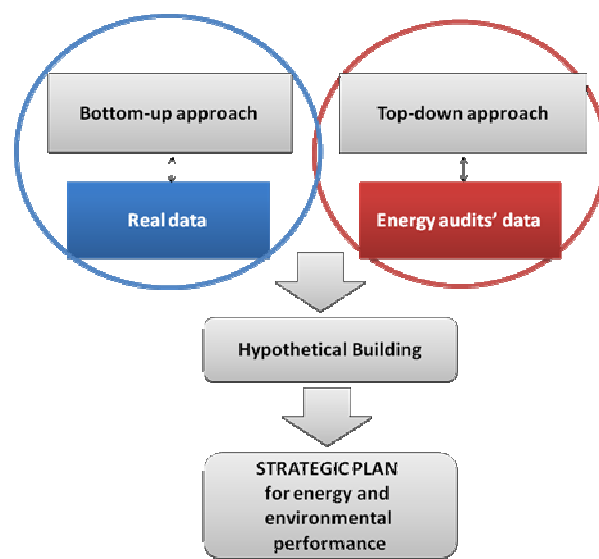 Bottom-up approach
Top-down approach
Real data
Energy audits' data
Hypothetical Building
STRATEGIC PLAN
for energy and
environmental
performance